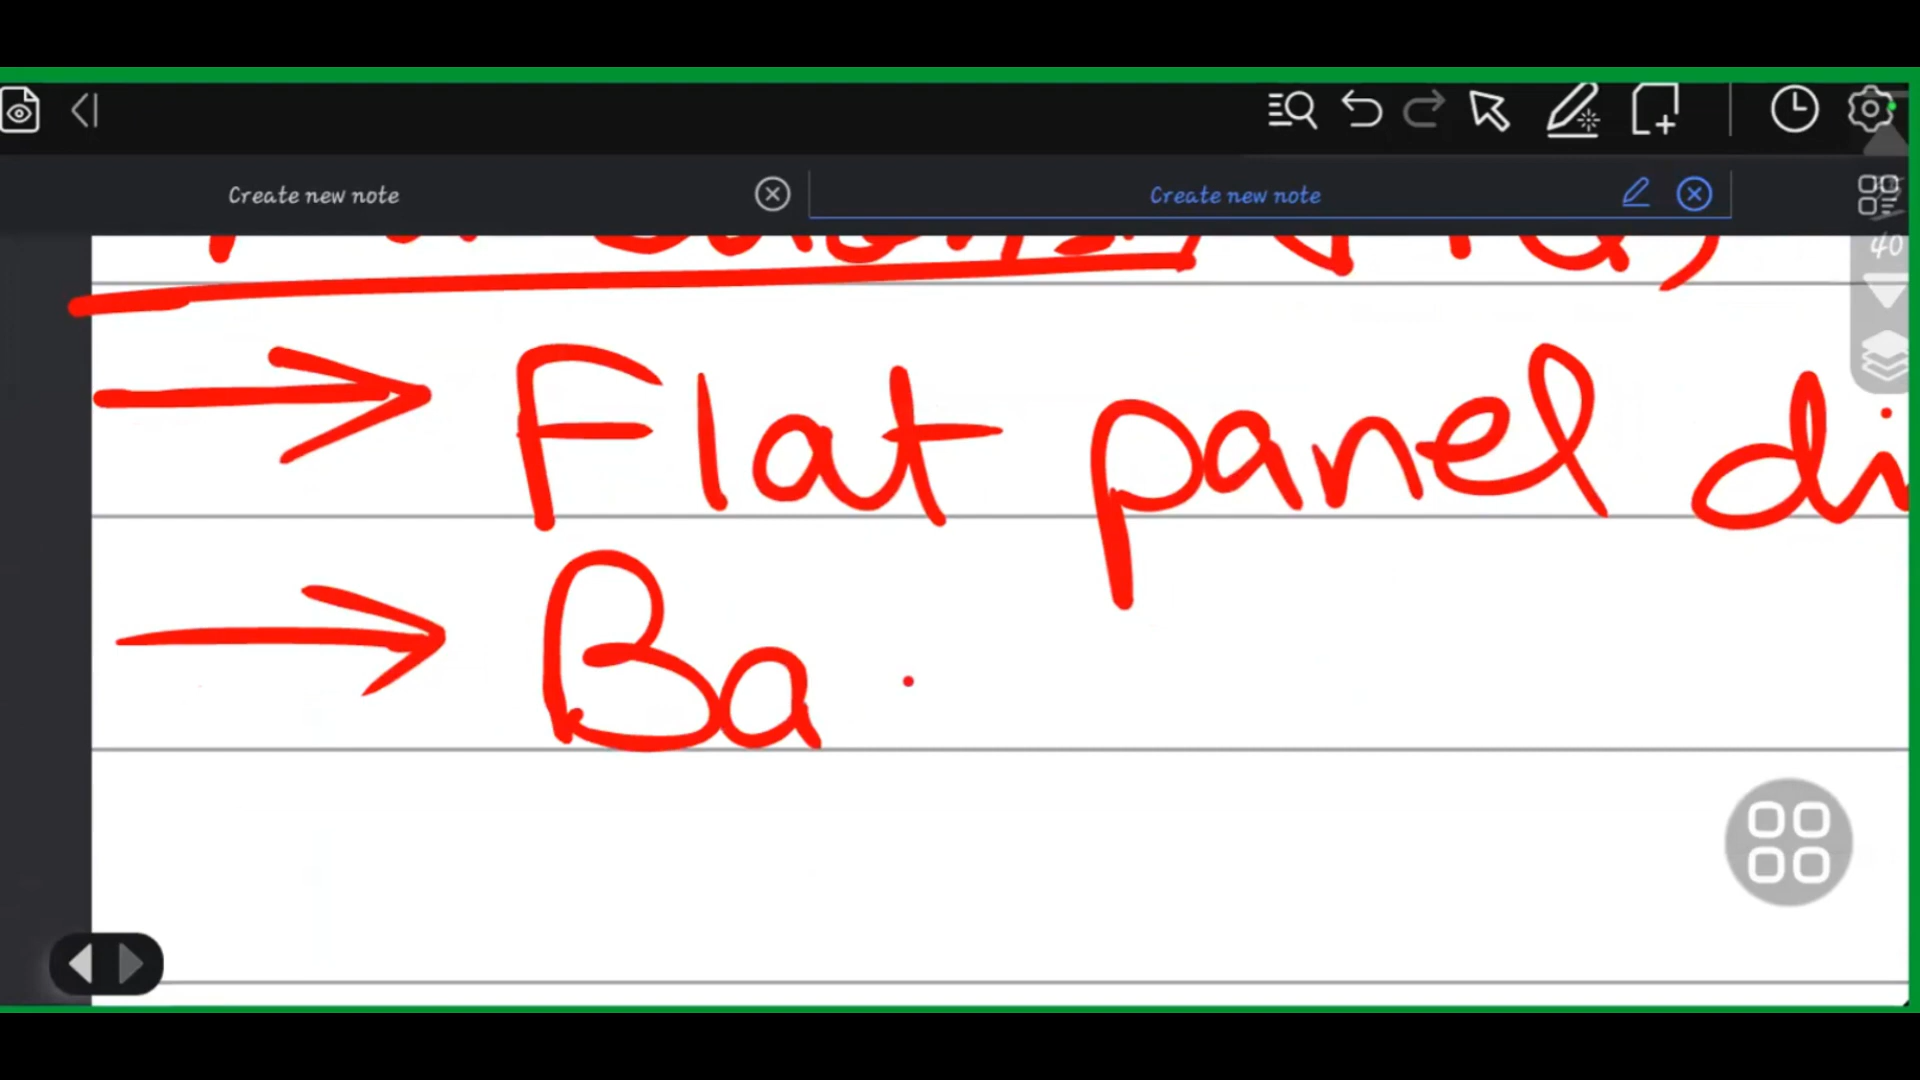 Create new note
Create new note
40
→ Flat panel di
→ Ba